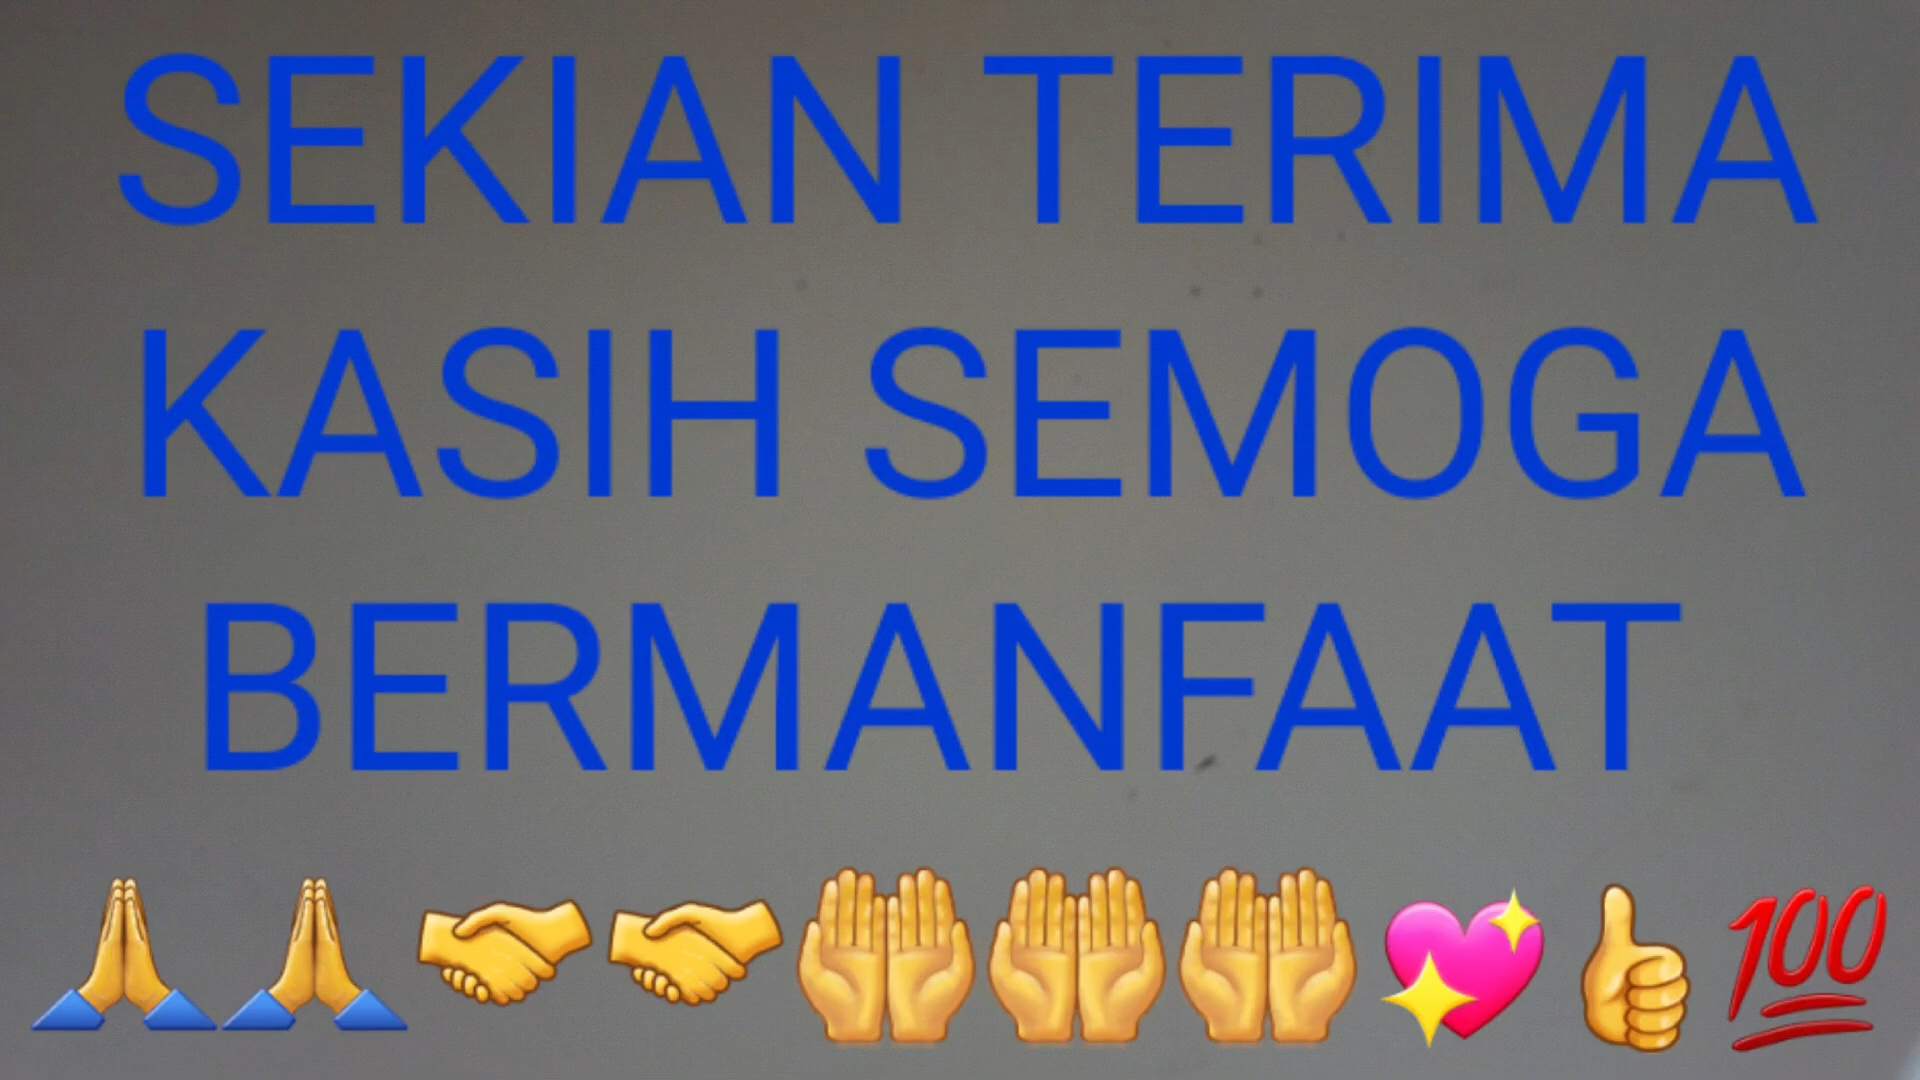 SEKIAN TERIMA
KASIH SEMOGA
BERMANFAAT
🙏🙏🤝🤝🤲🤲🤲💖👍💯